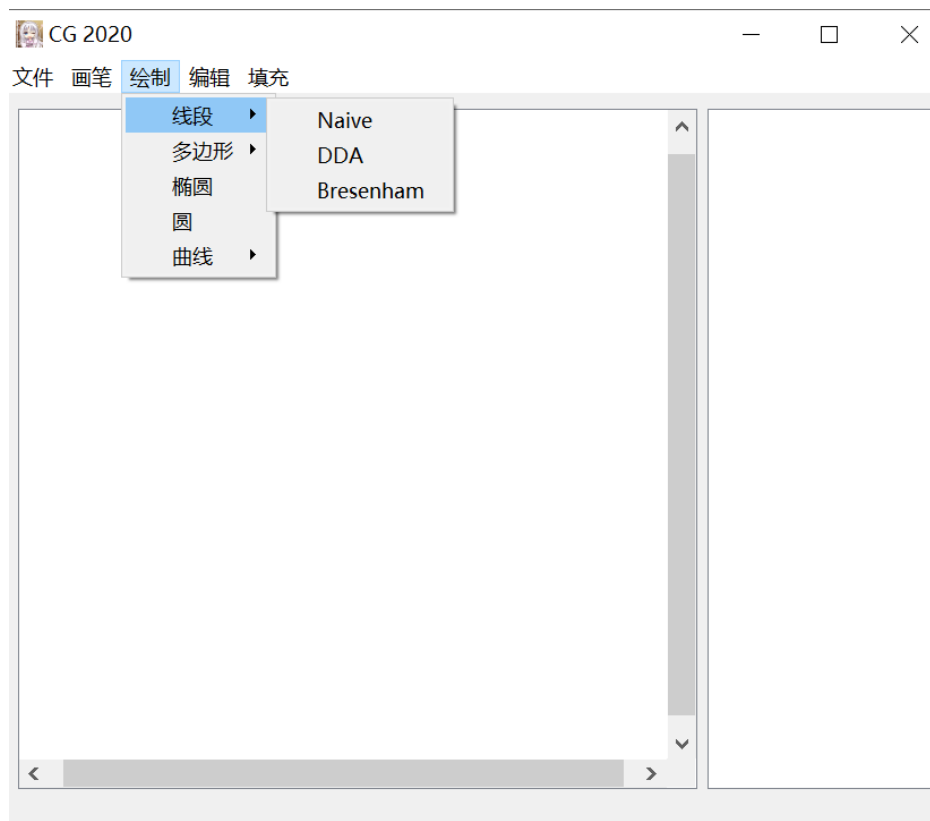 CG 2020
文件 画笔 绘制 编辑 填充
线段
多边形
椭圆
圆
曲线
Naive
DDA
Bresenham